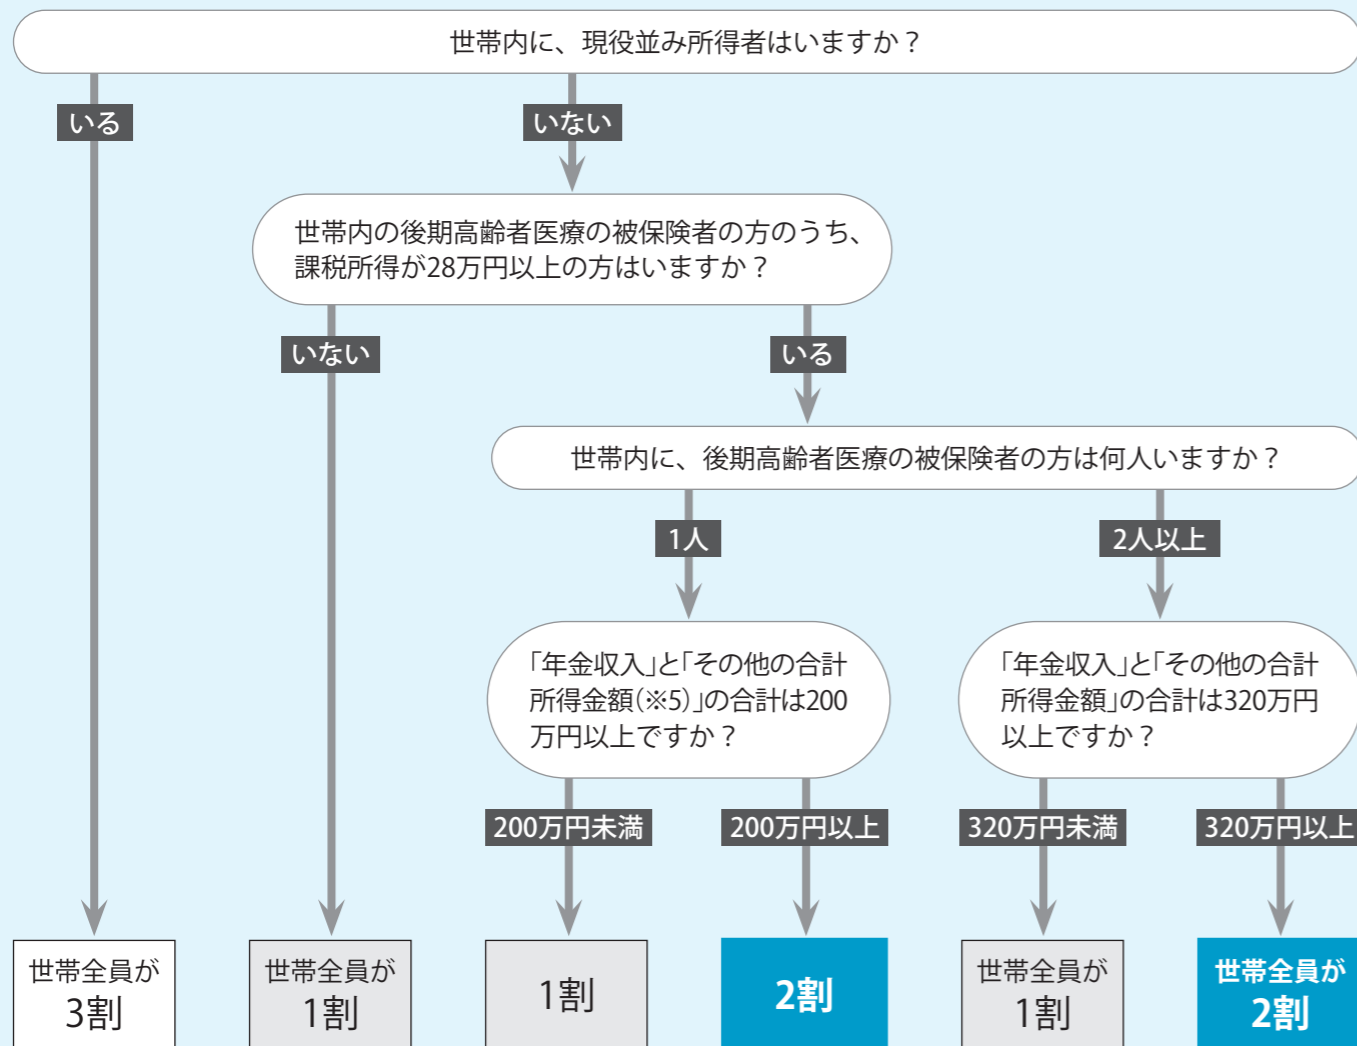 世帯内に、現役並み所得者はいますか？
いる
いない
世帯内の後期高齢者医療の被保険者の方のうち、
課税所得が28万円以上の方はいますか？
いない
いる
世帯内に、後期高齢者医療の被保険者の方は何人いますか？
1人
2人以上
「年金収入」と「その他の合計
所得金額(※5)」の合計は200
万円以上ですか？
「年金収入」と「その他の合計
所得金額」の合計は320万円
以上ですか？
200万円未満
200万円以上
320万円未満
320万円以上
世帯全員が
3割
世帯全員が
1割
1割
2割
世帯全員が
1割
世帯全員が
2割